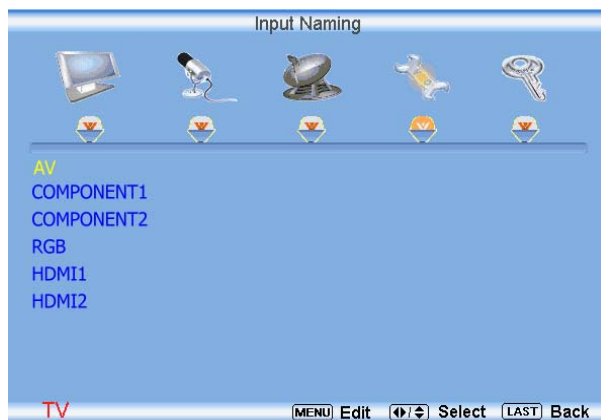 Input Naming
AV
COMPONENT1
COMPONENT2
RGB
HDMI1
HDMI2
TV MENU Edit Select LAST Back